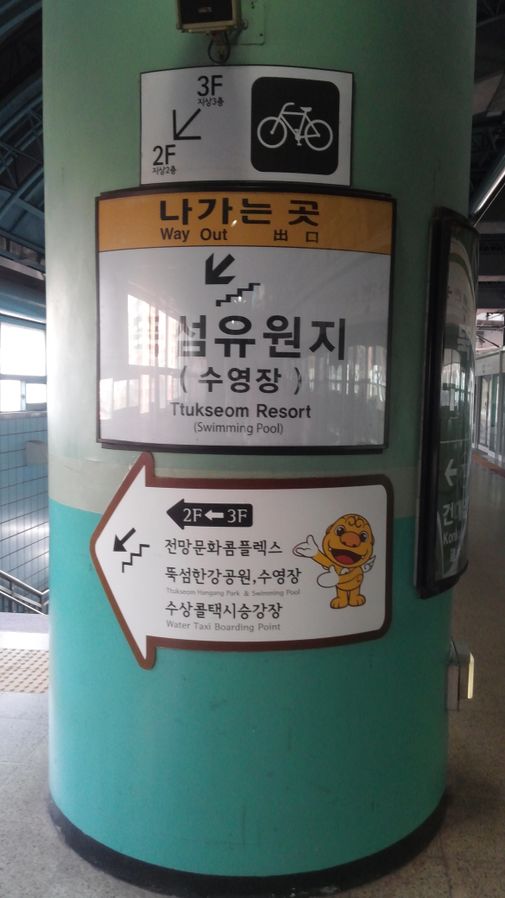 3F
지상3층
2F
지상2층
나가는 곳
Way Out 出口
뚝섬유원지
(수영장)
Ttukseom Resort
(Swimming Pool)
2F 3F
전망문화콤플렉스
뚝섬한강공원,수영장
Ttukseom Hangang Park & Swimming Pool
수상콜택시승강장
Water Taxi Boarding Point